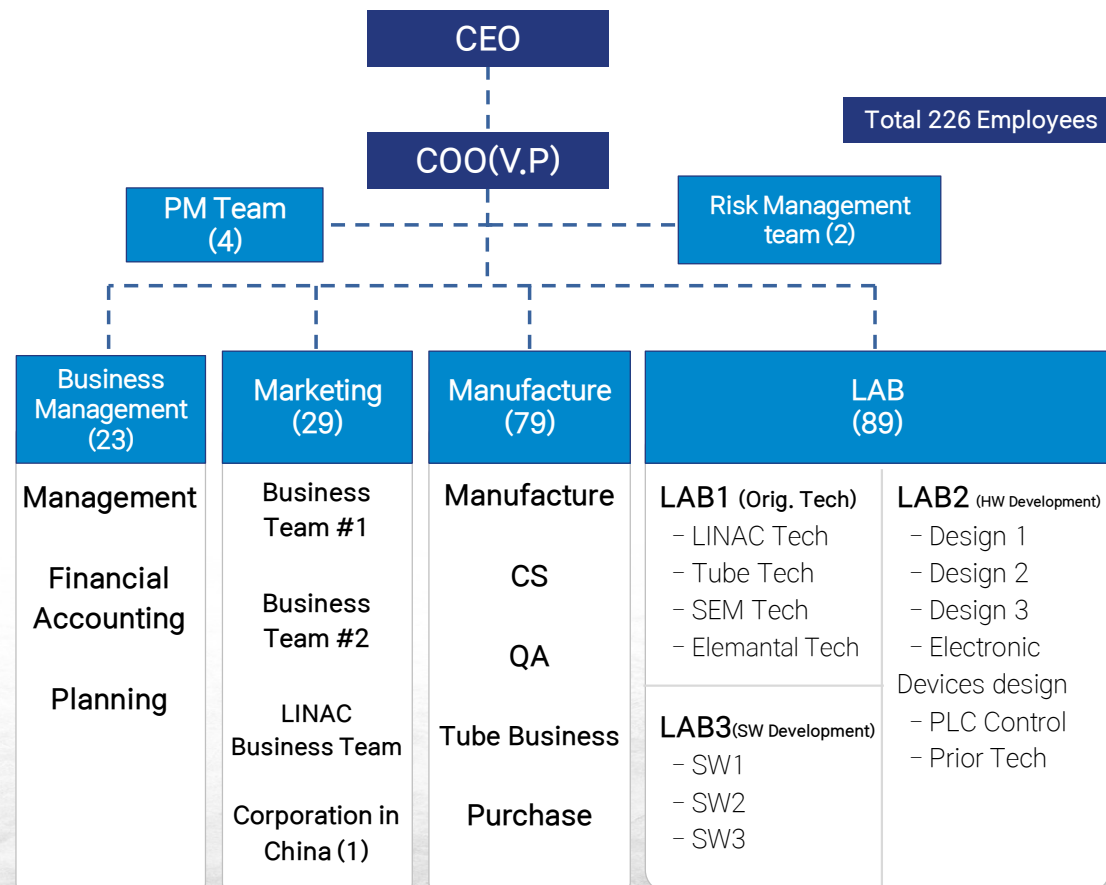 CEO
Total 226 Employees
COO(V.P)
PM Team
(4)
Risk Management
team (2)
Business
Management
(23)
Management
Financial
Accounting
Planning
Marketing
(29)
Business
Team #1
Business
Team #2
LINAC
Business Team
Corporation in
China (1)
Manufacture
(79)
Manufacture
CS
QA
Tube Business
Purchase
LAB
(89)
LAB1 (Orig. Tech)
- LINAC Tech
- Tube Tech
- SEM Tech
- Elemantal Tech
LAB2 (HW Development)
- Design 1
- Design 2
- Design 3
- Electronic
Devices design
- PLC Control
- Prior Tech
LAB3(SW Development)
- SW1
- SW2
- SW3